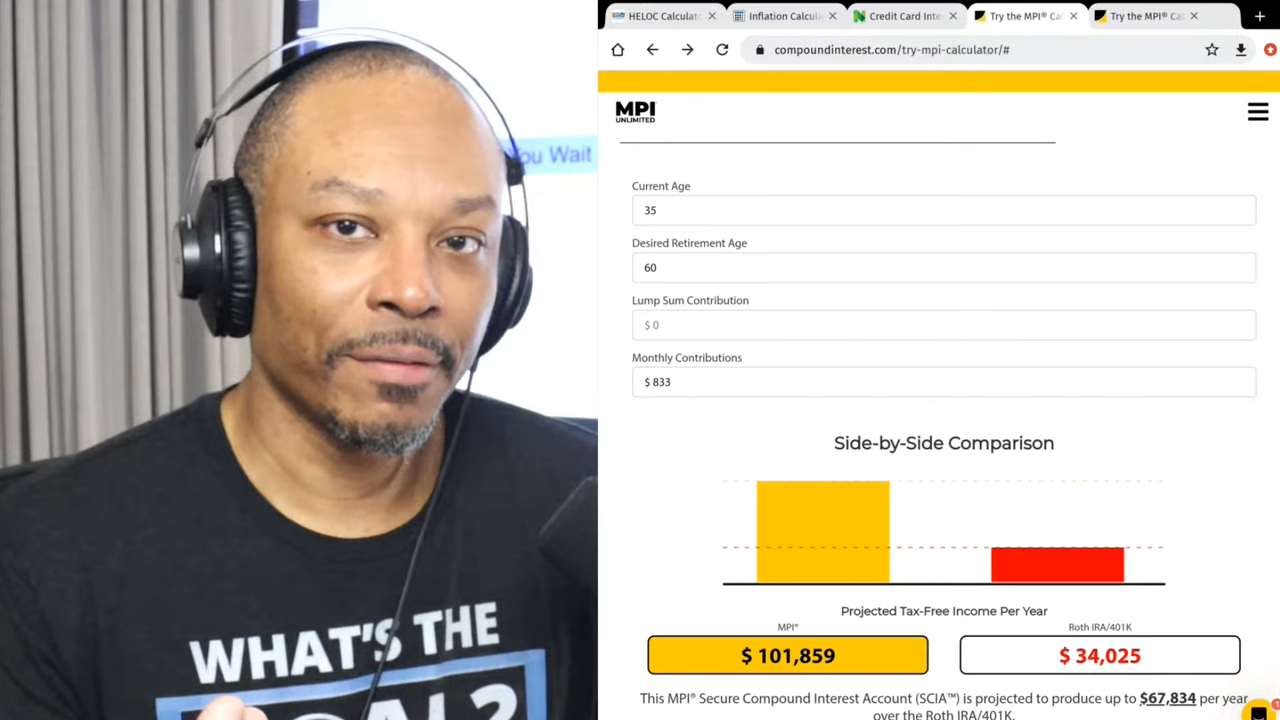 HELOC Calculat
Inflation Calcu
Credit Card Inte
Try the MPI® Ca
Try the MPI® Ca
compoundinterest.com/try-mpi-calculator/#
You Wait
MPI
UNLIMITED
Current Age
35
Desired Retirement Age
60
Lump Sum Contribution
$ 0
Monthly Contributions
$ 833
Side-by-Side Comparison
Projected Tax-Free Income Per Year
MPI®
Roth IRA/401K
$ 101,859
$ 34,025
This MPI® Secure Compound Interest Account (SCIA™) is projected to produce up to $67,834 per year
over the Roth IRA/401K.
WHAT'S THE
GOAL?